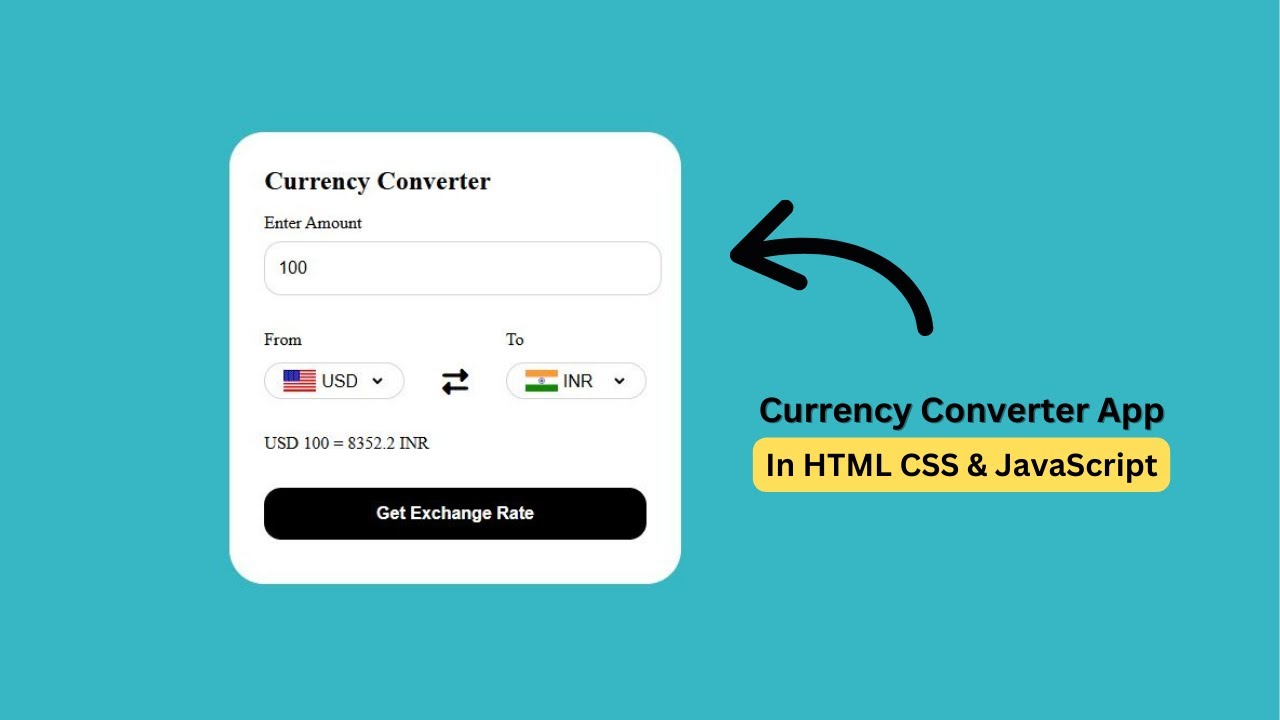 Currency Converter
Enter Amount
100
From
To
USD
INR
USD 100 = 8352.2 INR
Get Exchange Rate
Currency Converter App
In HTML CSS & JavaScript